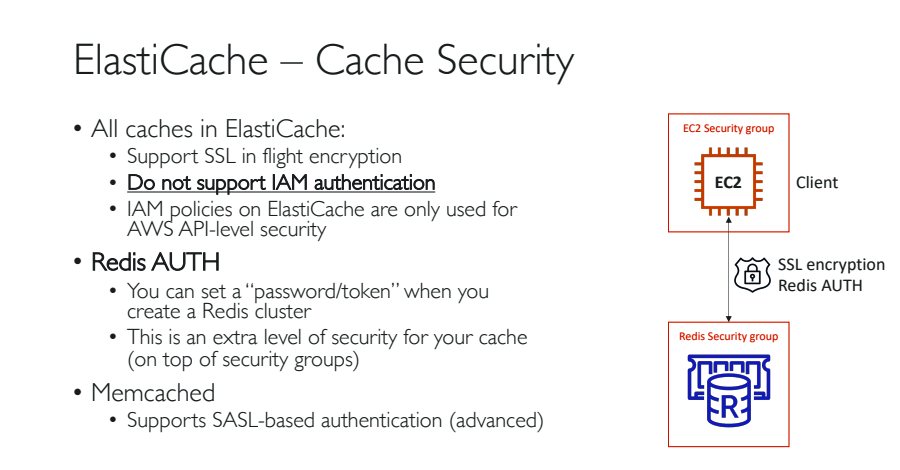 ElastiCache – Cache Security
• All caches in ElastiCache:
• Support SSL in flight encryption
• Do not support IAM authentication
• IAM policies on ElastiCache are only used for
AWS API-level security
• Redis AUTH
• You can set a “password/token” when you
create a Redis cluster
• This is an extra level of security for your cache
(on top of security groups)
• Memcached
• Supports SASL-based authentication (advanced)
EC2 Security group
EC2
Client
SSL encryption
Redis AUTH
Redis Security group
R